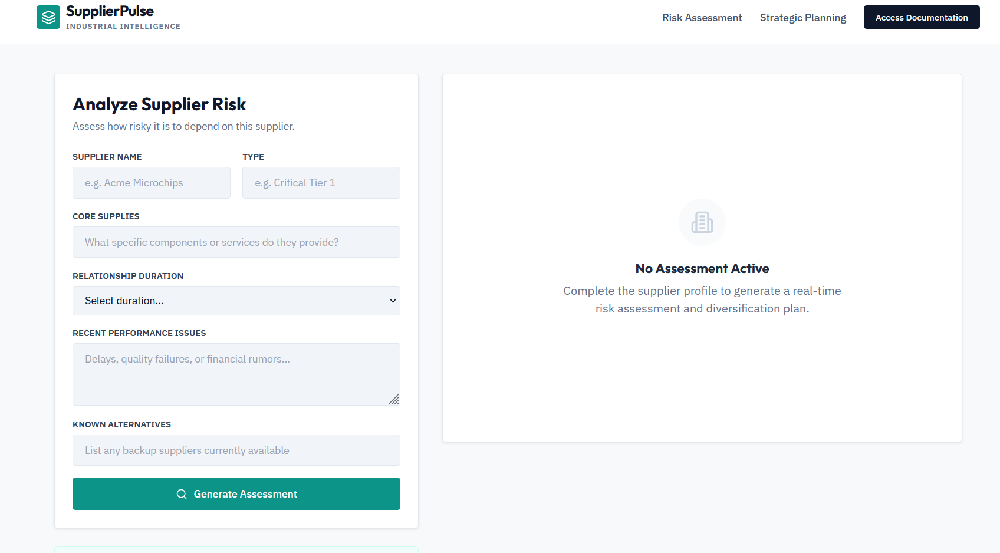 SupplierPulse
INDUSTRIAL INTELLIGENCE
Risk Assessment
Strategic Planning
Access Documentation
Analyze Supplier Risk
Assess how risky it is to depend on this supplier.
SUPPLIER NAME
TYPE
e.g. Acme Microchips
e.g. Critical Tier 1
CORE SUPPLIES
What specific components or services do they provide?
RELATIONSHIP DURATION
Select duration...
RECENT PERFORMANCE ISSUES
Delays, quality failures, or financial rumors...
KNOWN ALTERNATIVES
List any backup suppliers currently available
Generate Assessment
No Assessment Active
Complete the supplier profile to generate a real-time
risk assessment and diversification plan.